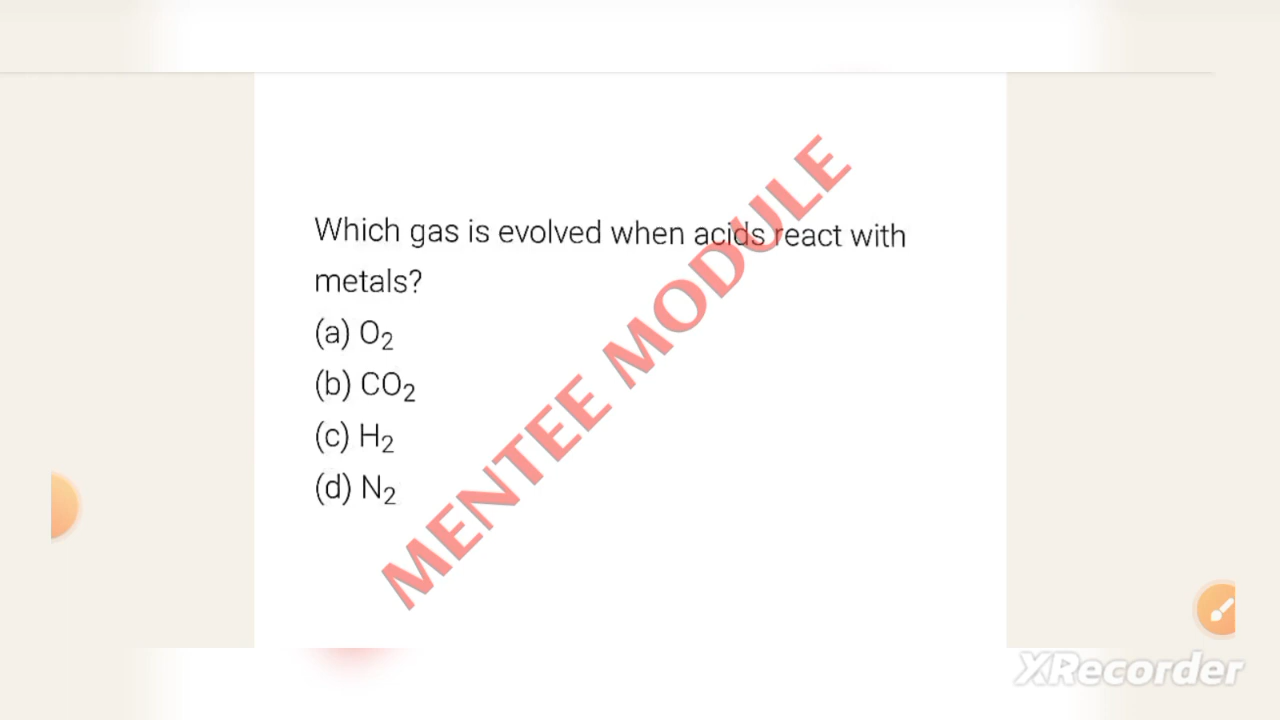 Which gas is evolved when acids react with
metals?
(a) O₂
(b) CO₂
(c) H₂
(d) N₂
MENTEE MODULE
XRecorder